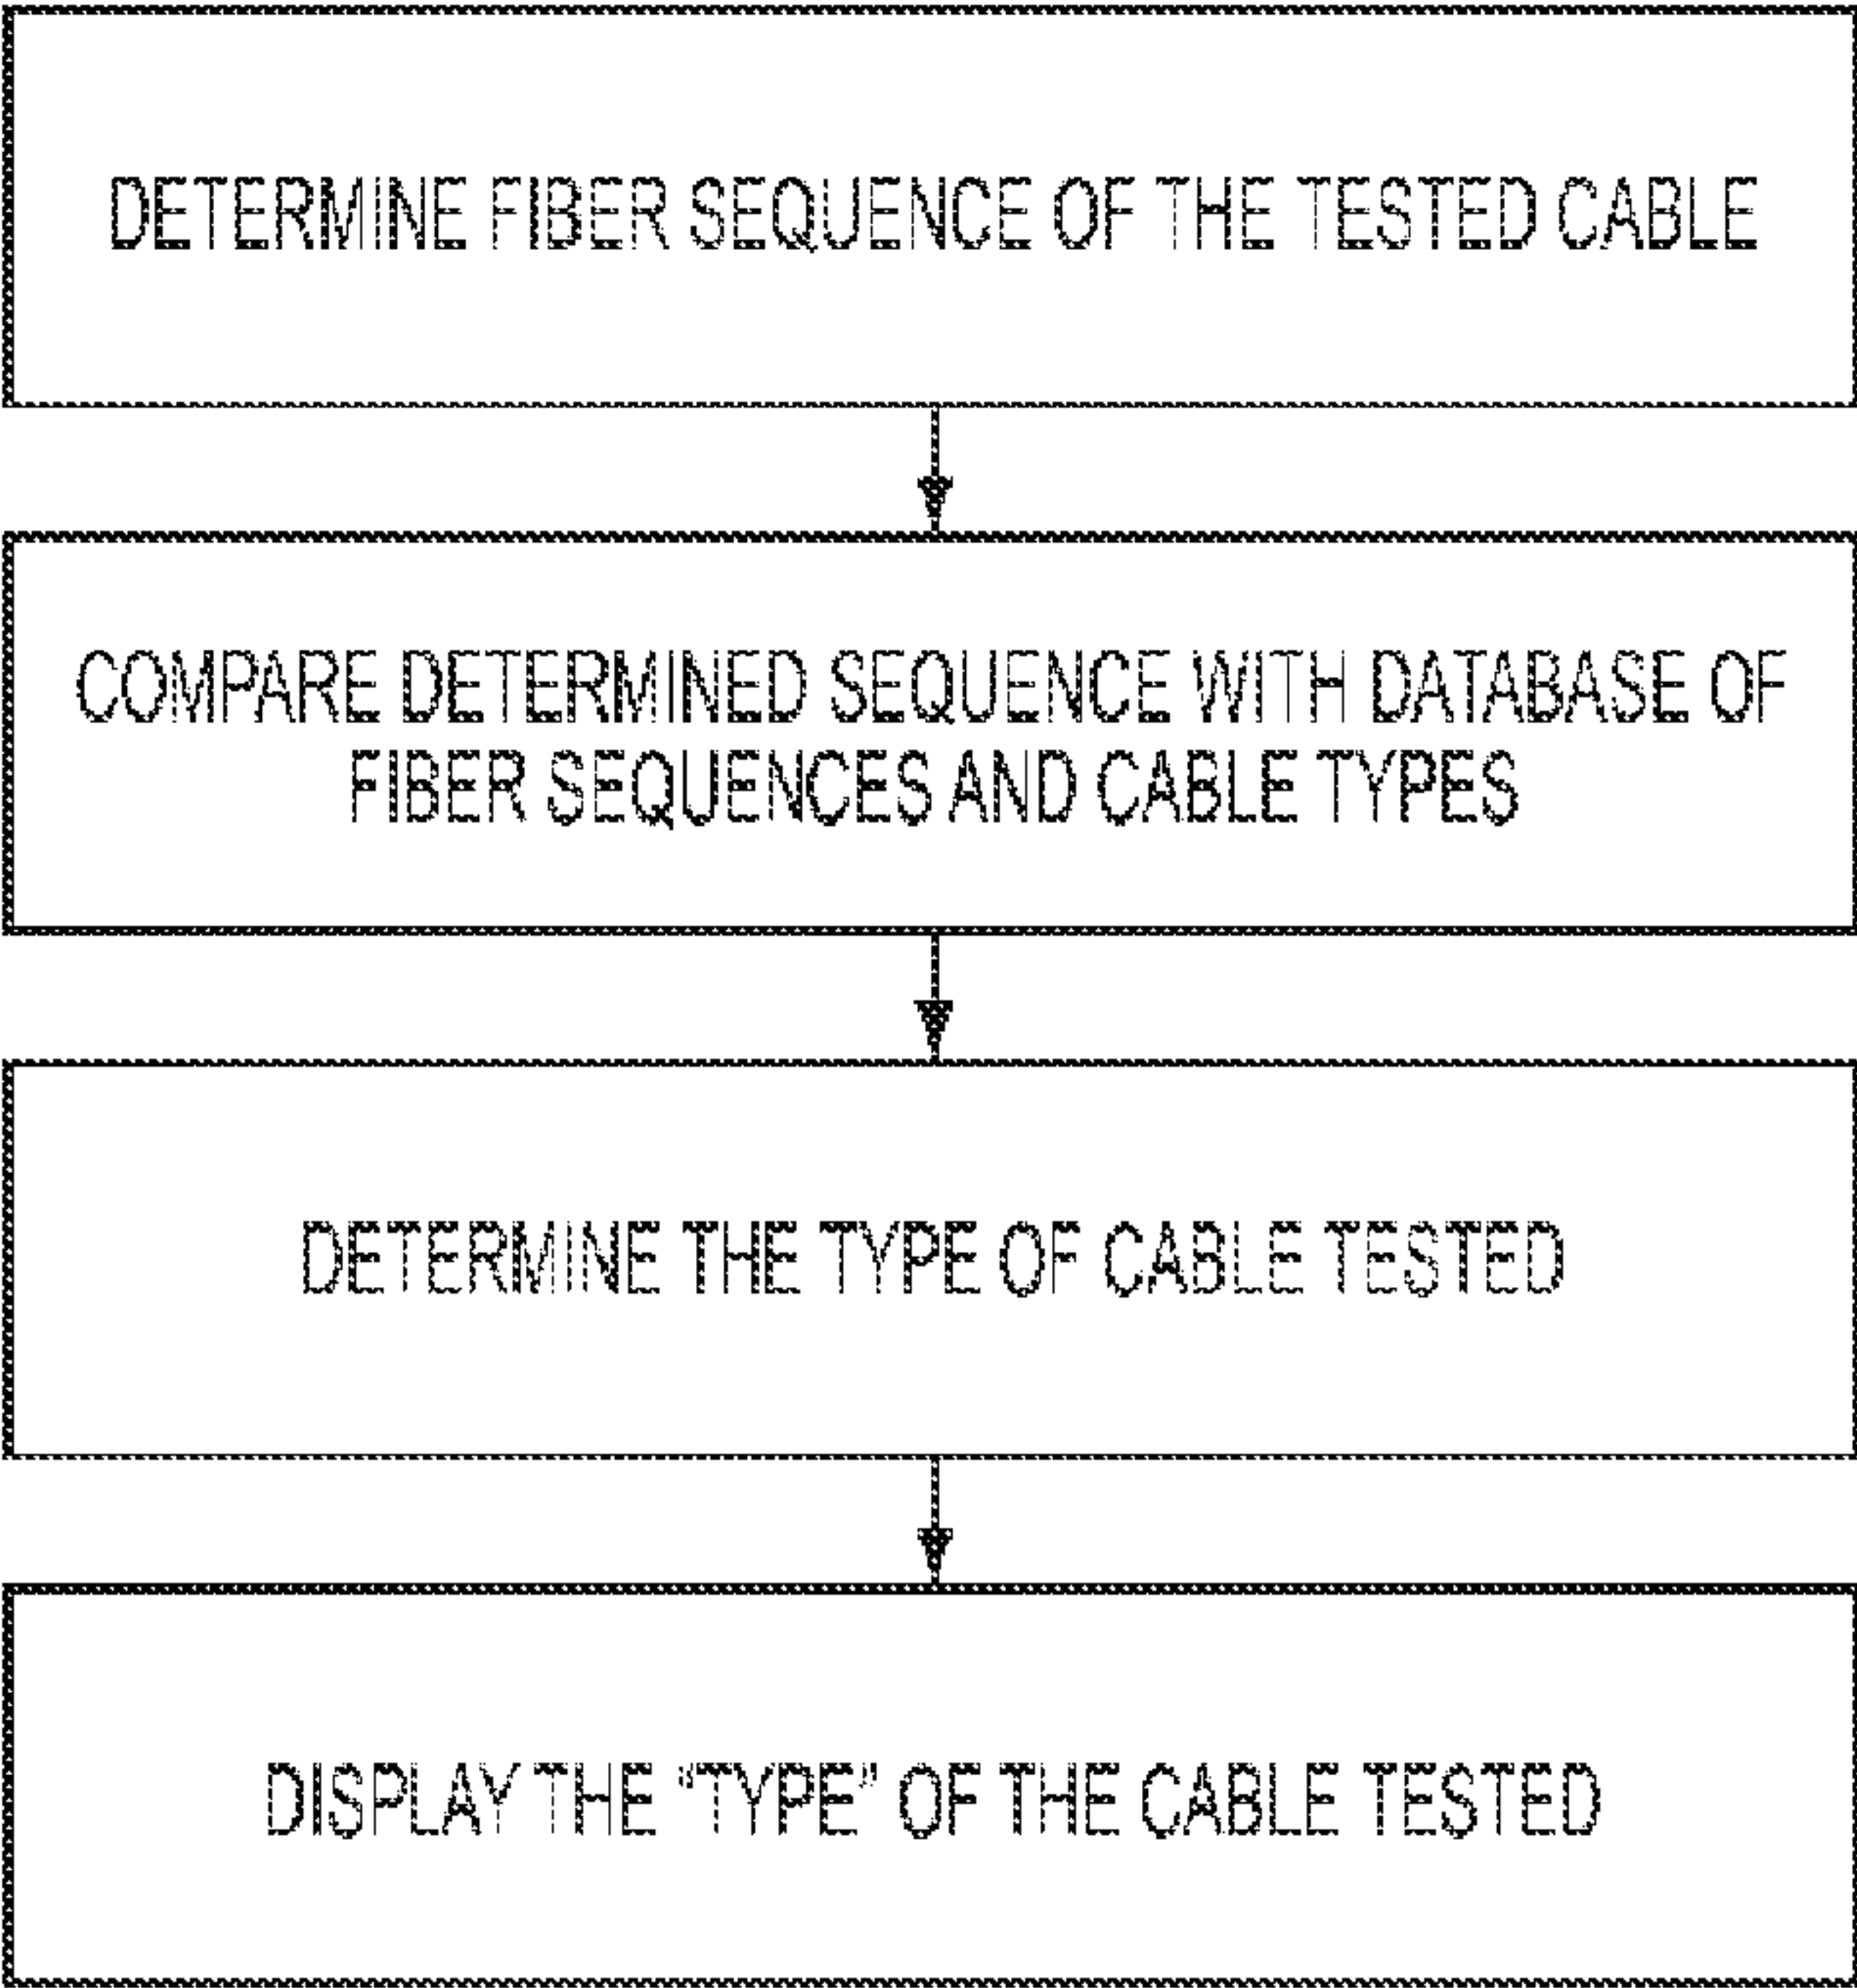 DETERMINE FIBER SEQUENCE OF THE TESTED CABLE
COMPARE DETERMINED SEQUENCE WITH DATABASE OF
FIBER SEQUENCES AND CABLE TYPES
DETERMINE THE TYPE OF CABLE TESTED
DISPLAY THE "TYPE" OF THE CABLE TESTED